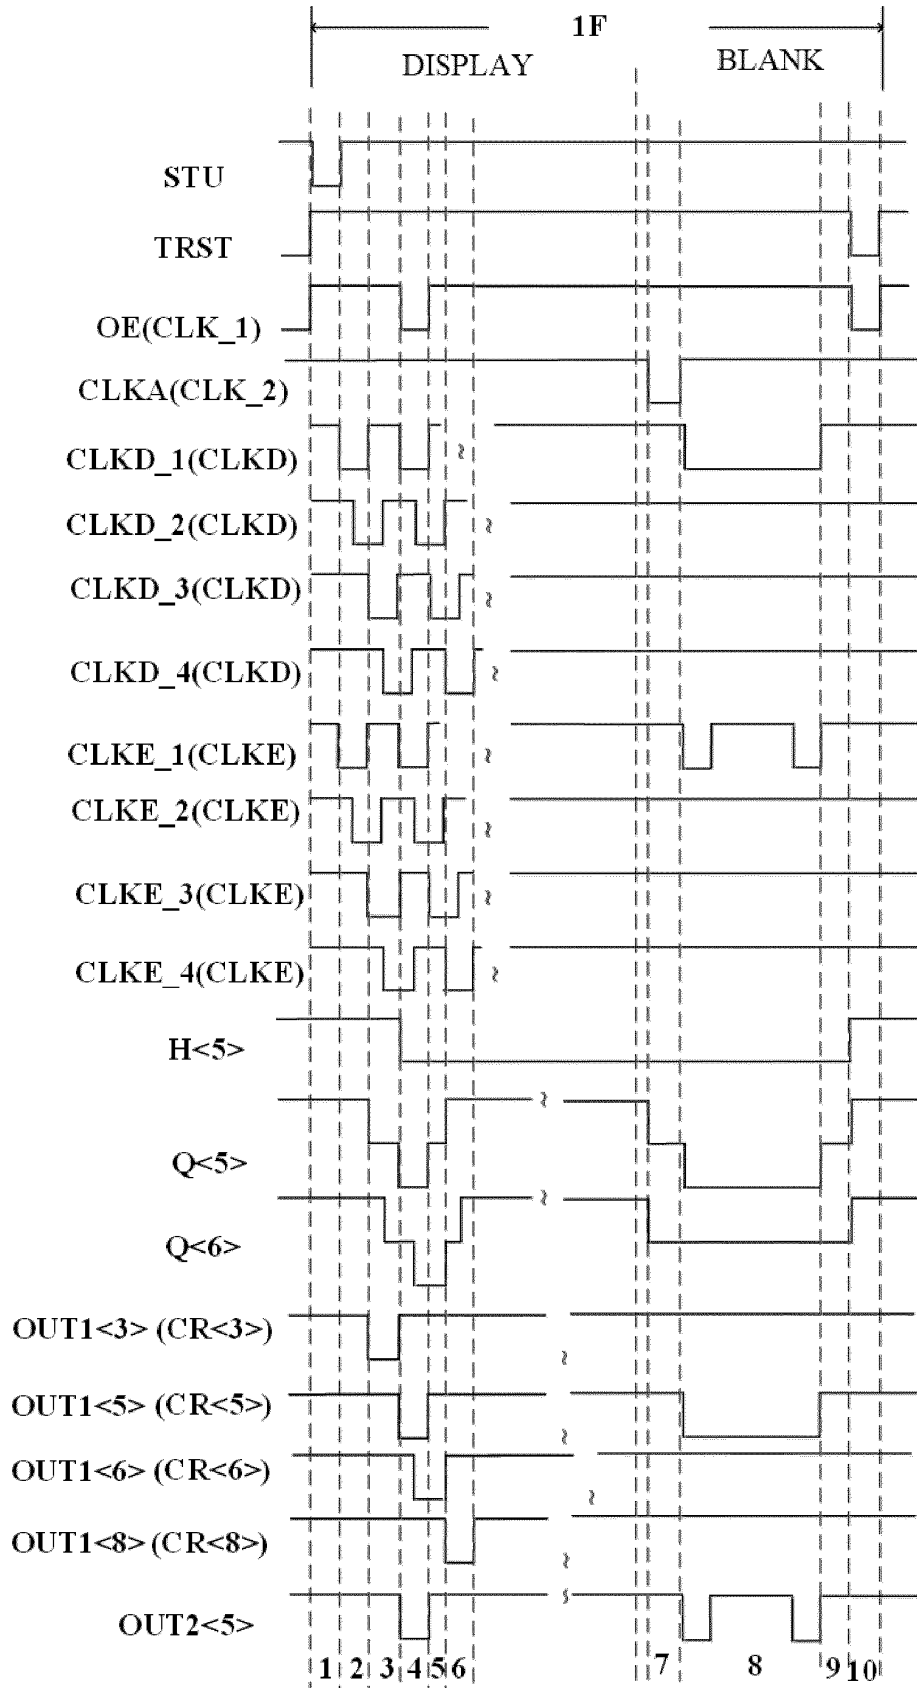 1F
DISPLAY
BLANK
STU
TRST
OE(CLK_1)
CLKA(CLK_2)
CLKD_1(CLKD)
CLKD_2(CLKD)
CLKD_3(CLKD)
CLKD_4(CLKD)
CLKE_1(CLKE)
CLKE_2(CLKE)
CLKE_3(CLKE)
CLKE_4(CLKE)
H<5>
Q<5>
Q<6>
OUT1<3> (CR<3>)
OUT1<5> (CR<5>)
OUT1<6> (CR<6>)
OUT1<8> (CR<8>)
OUT2<5>
1 2 3 4 5 6 7 8 9 10